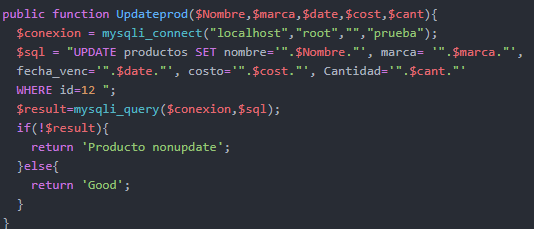 public function Updateprod($Nombre,$marca,$date,$cost,$cant){
$conexion = mysqli_connect("localhost","root","","prueba");
$sql = "UPDATE productos SET nombre='".$Nombre."', marca= '".$marca."',
fecha_venc='".$date."', costo='".$cost."', Cantidad='".$cant."'
WHERE id=12 ";
$result=mysqli_query($conexion,$sql);
if(!$result){
return 'Producto nonupdate';
}else{
return 'Good';
}
}